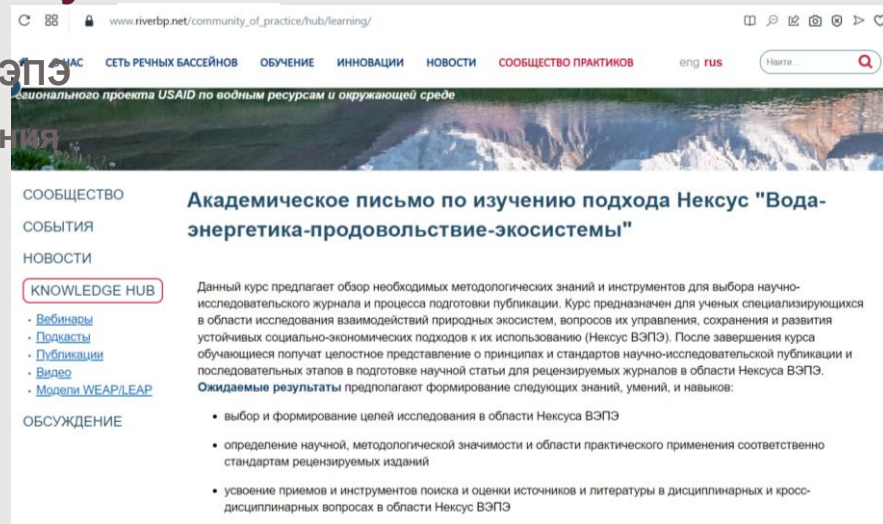 www.riverbp.net/community_of_practice/hub/learning/
НАС СЕТЬ РЕЧНЫХ БАССЕЙНОВ ОБУЧЕНИЕ ИННОВАЦИИ НОВОСТИ СООБЩЕСТВО ПРАКТИКОВ eng rus Найти...
ЭПЭ
егионального проекта USAID по водным ресурсам и окружающей среде
ния
СООБЩЕСТВО
СОБЫТИЯ
НОВОСТИ
KNOWLEDGE HUB
Вебинары
Подкасты
Публикации
Видео
Модели WEAP/LEAP
ОБСУЖДЕНИЕ
Академическое письмо по изучению подхода Нексус "Вода-
энергетика-продовольствие-экосистемы"
Данный курс предлагает обзор необходимых методологических знаний и инструментов для выбора научно-
исследовательского журнала и процесса подготовки публикации. Курс предназначен для ученых специализирующихся
в области исследования взаимодействий природных экосистем, вопросов их управления, сохранения и развития
устойчивых социально-экономических подходов к их использованию (Нексус ВЭПЭ). После завершения курса
обучающиеся получат целостное представление о принципах и стандартов научно-исследовательской публикации и
последовательных этапов в подготовке научной статьи для рецензируемых журналов в области Нексуса ВЭПЭ.
Ожидаемые результаты предполагают формирование следующих знаний, умений, и навыков:
• выбор и формирование целей исследования в области Нексуса ВЭПЭ
• определение научной, методологической значимости и области практического применения соответственно
стандартам рецензируемых изданий
• усвоение приемов и инструментов поиска и оценки источников и литературы в дисциплинарных и кросс-
дисциплинарных вопросах в области Нексус ВЭПЭ